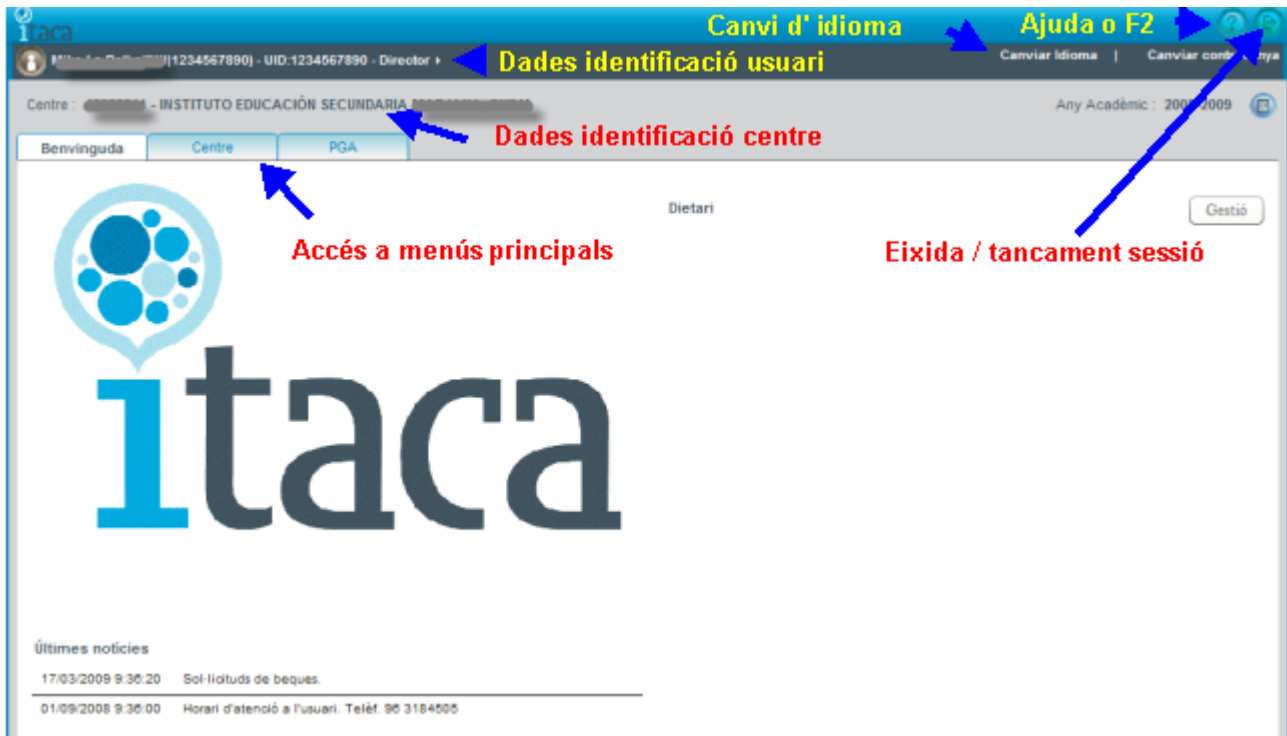 itaca
Canvi d' idioma
Ajuda o F2
(1234567890) - UID:1234567890 - Director
Dades identificació usuari
Canviar Idioma | Canviar
Centre : - INSTITUTO EDUCACIÓN SECUNDARIA
Any Acadèmic : 2009
Dades identificació centre
Benvinguda Centre PGA
Dietari
Gestió
Accés a menús principals
Eixida / tancament sessió
itaca
Últimes notícies
17/03/2009 9:36:20 Sol·licituds de beques.
01/09/2008 9:36:00 Horari d'atenció a l'usuari. Telèf. 96 3184505